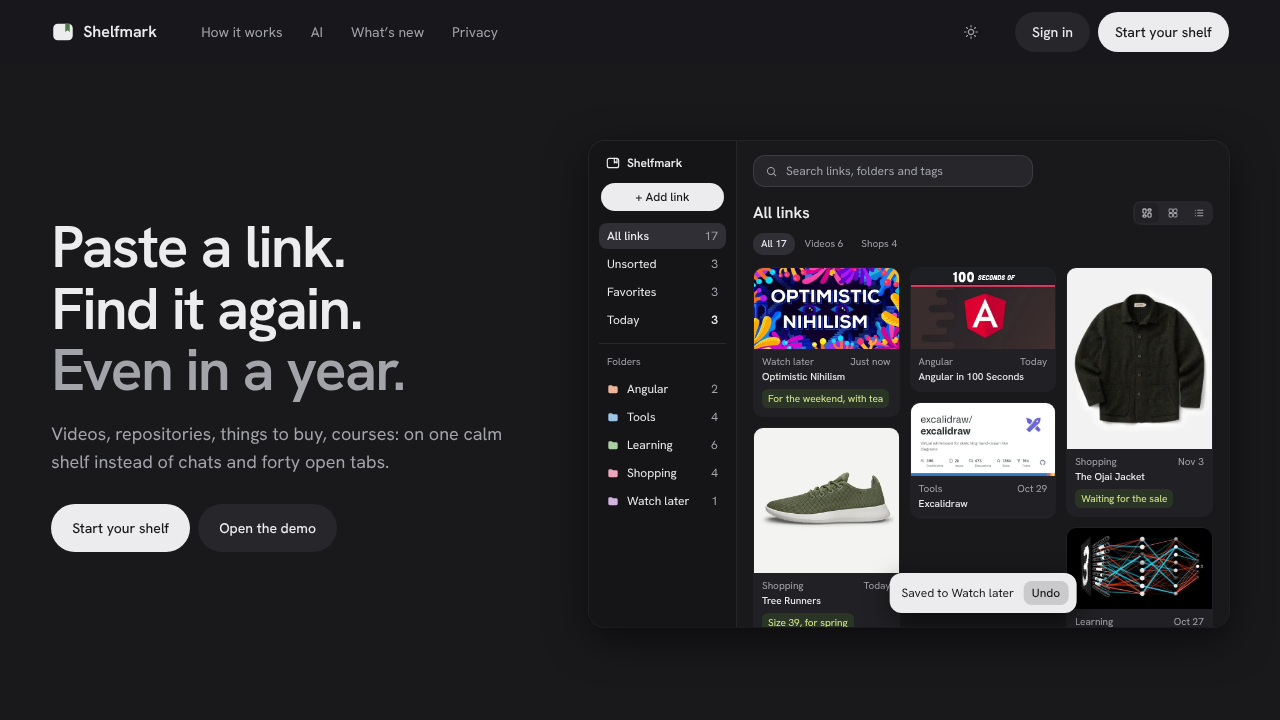 Shelfmark
How it works
AI
What's new
Privacy
Sign in
Start your shelf
Paste a link.
Find it again.
Even in a year.
Videos, repositories, things to buy, courses: on one calm
shelf instead of chats and forty open tabs.
Start your shelf
Open the demo
Shelfmark
+ Add link
All links 17
Unsorted 3
Favorites 3
Today 3
Folders
Angular 2
Tools 4
Learning 6
Shopping 4
Watch later 1
Search links, folders and tags
All links
All 17
Videos 6
Shops 4
OPTIMISTIC
NIHILISM
Watch later Just now
Optimistic Nihilism
For the weekend, with tea
Shopping Today
Tree Runners
Size 39, for spring
100 SECONDS OF
A
Angular Today
Angular in 100 Seconds
excalidraw/
excalidraw
Tools Oct 29
Excalidraw
Shopping Nov 3
The Ojai Jacket
Waiting for the sale
Learning Oct 27
Saved to Watch later
Undo